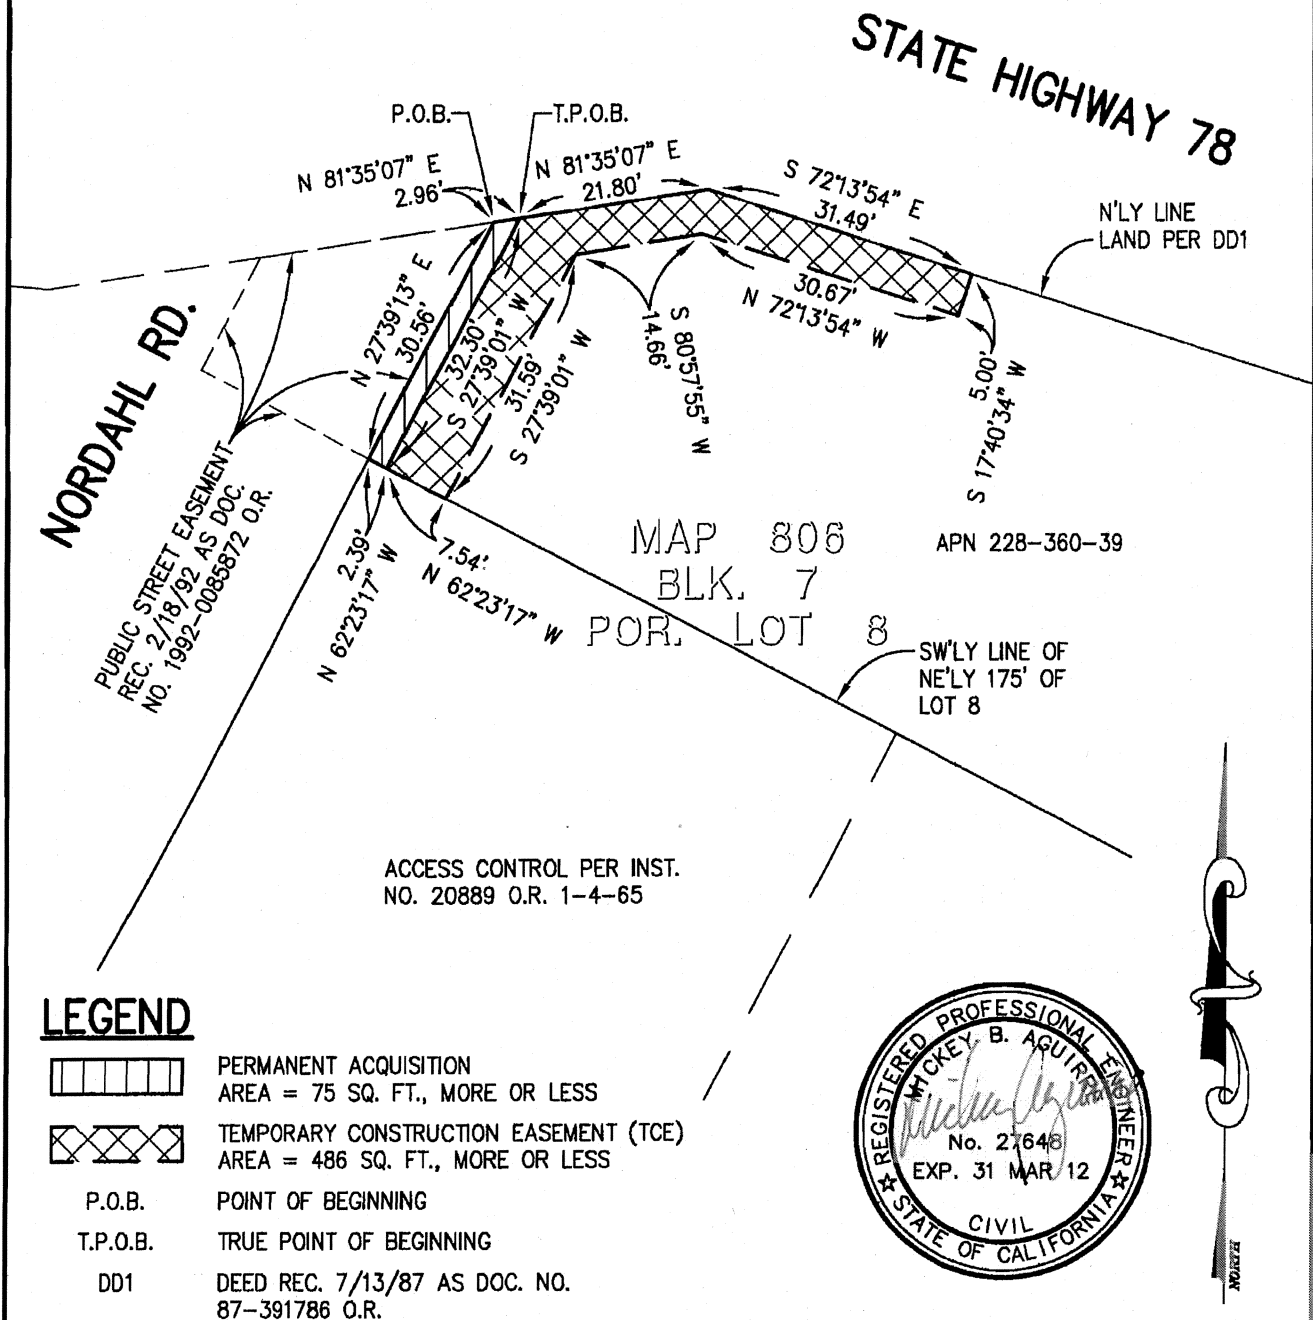 STATE HIGHWAY 78
P.O.B.
T.P.O.B.
N 81°35'07" E
2.96'
N 81°35'07" E
21.80'
S 72°13'54" E
31.49'
N'LY LINE
LAND PER DD1
NORDAHL RD.
N 27°39'13" E
30.56'
32.30'
S 27°39'01" W
31.59'
S 27°39'01" W
14.66'
S 80°57'55" W
30.67'
N 72°13'54" W
5.00'
S 17°40'34" W
PUBLIC STREET EASEMENT
REC. 2/18/92 AS DOC.
NO. 1992-0085872 O.R.
2.39'
N 62°23'17" W
7.54'
N 62°23'17" W
MAP 806
BLK. 7
POR. LOT 8
APN 228-360-39
SW'LY LINE OF
NE'LY 175' OF
LOT 8
ACCESS CONTROL PER INST.
NO. 20889 O.R. 1-4-65
LEGEND
PERMANENT ACQUISITION
AREA = 75 SQ. FT., MORE OR LESS
TEMPORARY CONSTRUCTION EASEMENT (TCE)
AREA = 486 SQ. FT., MORE OR LESS
P.O.B. POINT OF BEGINNING
T.P.O.B. TRUE POINT OF BEGINNING
DD1 DEED REC. 7/13/87 AS DOC. NO.
87-391786 O.R.
REGISTERED PROFESSIONAL ENGINEER
MICKEY B. AGUIRRE
No. 27648
EXP. 31 MAR 12
CIVIL
STATE OF CALIFORNIA
NORTH